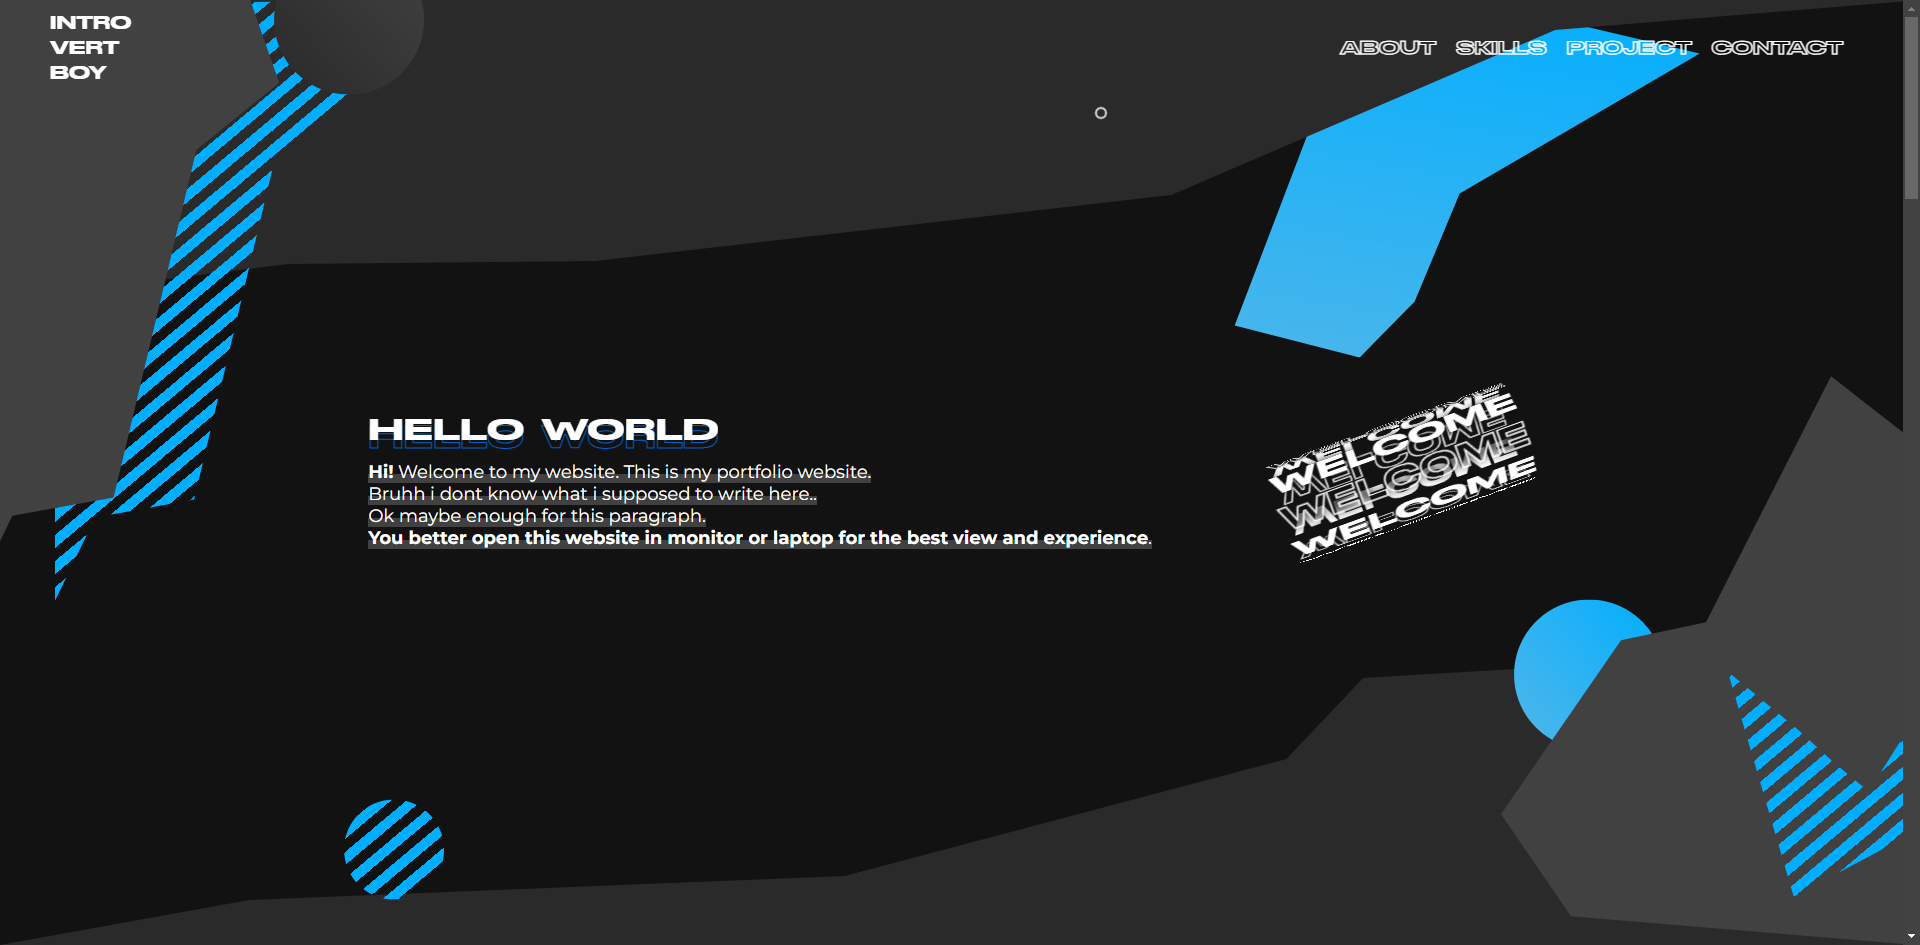 INTRO
VERT
BOY
ABOUT SKILLS PROJECT CONTACT
HELLO WORLD
Hi! Welcome to my website. This is my portfolio website.
Bruhh i dont know what i supposed to write here..
Ok maybe enough for this paragraph.
You better open this website in monitor or laptop for the best view and experience.
WELCOME
WELCOME
WELCOME
WELCOME
WELCOME
WELCOME